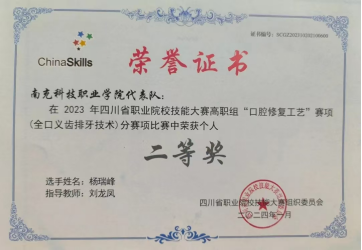 ChinaSkills
荣誉证书
南充科技职业学院代表队：
在 2023 年四川省职业院校技能大赛高职组“口腔修复工艺”赛项
(全口义齿排牙技术)分赛项比赛中荣获个人
二等奖
选手姓名：杨瑞峰
指导教师：刘龙凤
四川省职业院校技能大赛组织委员会
二〇二四年一月